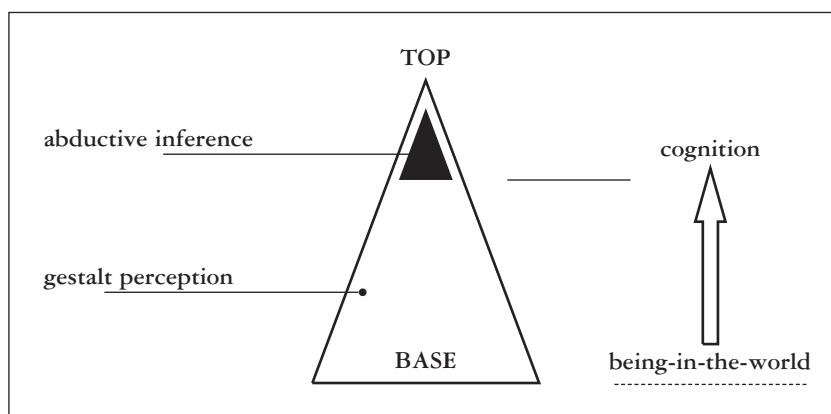 TOP
abductive inference
cognition
gestalt perception
BASE
being-in-the-world